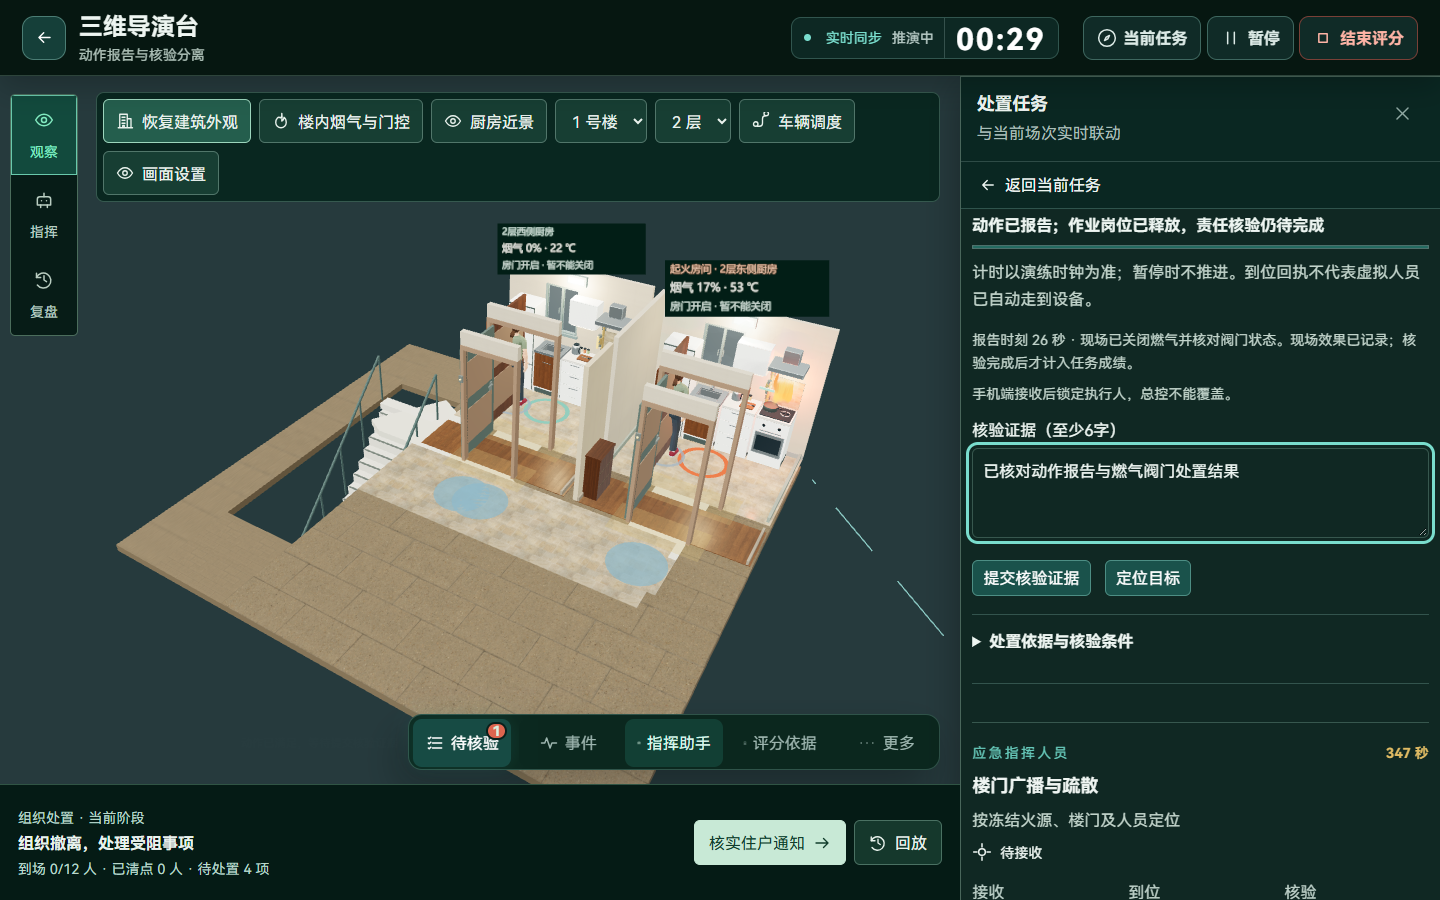 三维导演台
动作报告与核验分离
实时同步 推演中 00:29
当前任务
暂停
结束评分
观察
指挥
复盘
恢复建筑外观
楼内烟气与门控
厨房近景
1 号楼
2 层
车辆调度
画面设置
2层西侧厨房
烟气 0% · 22 ℃
房门开启 · 暂不能关闭
起火房间 · 2层东侧厨房
烟气 17% · 53 ℃
房门开启 · 暂不能关闭
待核验 1
事件
· 指挥助手
· 评分依据
··· 更多
组织处置 · 当前阶段
组织撤离，处理受阻事项
到场 0/12 人 · 已清点 0 人 · 待处置 4 项
核实住户通知 →
回放
处置任务
与当前场次实时联动
← 返回当前任务
动作已报告；作业岗位已释放，责任核验仍待完成
计时以演练时钟为准；暂停时不推进。到位回执不代表虚拟人员
已自动走到设备。
报告时刻 26 秒 · 现场已关闭燃气并核对阀门状态。现场效果已记录；核
验完成后才计入任务成绩。
手机端接收后锁定执行人，总控不能覆盖。
核验证据（至少6字）
已核对动作报告与燃气阀门处置结果
提交核验证据
定位目标
▶ 处置依据与核验条件
应急指挥人员 347 秒
楼门广播与疏散
按冻结火源、楼门及人员定位
待接收
接收 到位 核验